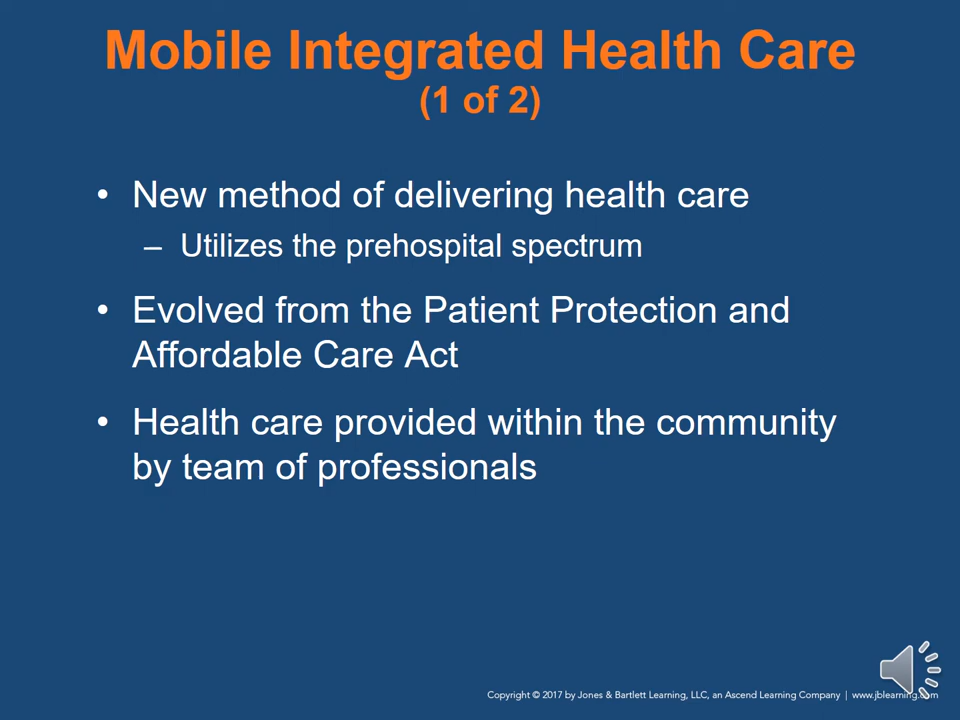 Mobile Integrated Health Care
(1 of 2)
• New method of delivering health care
– Utilizes the prehospital spectrum
• Evolved from the Patient Protection and
Affordable Care Act
• Health care provided within the community
by team of professionals
Copyright © 2017 by Jones & Bartlett Learning, LLC, an Ascend Learning Company | www.jblearning.com